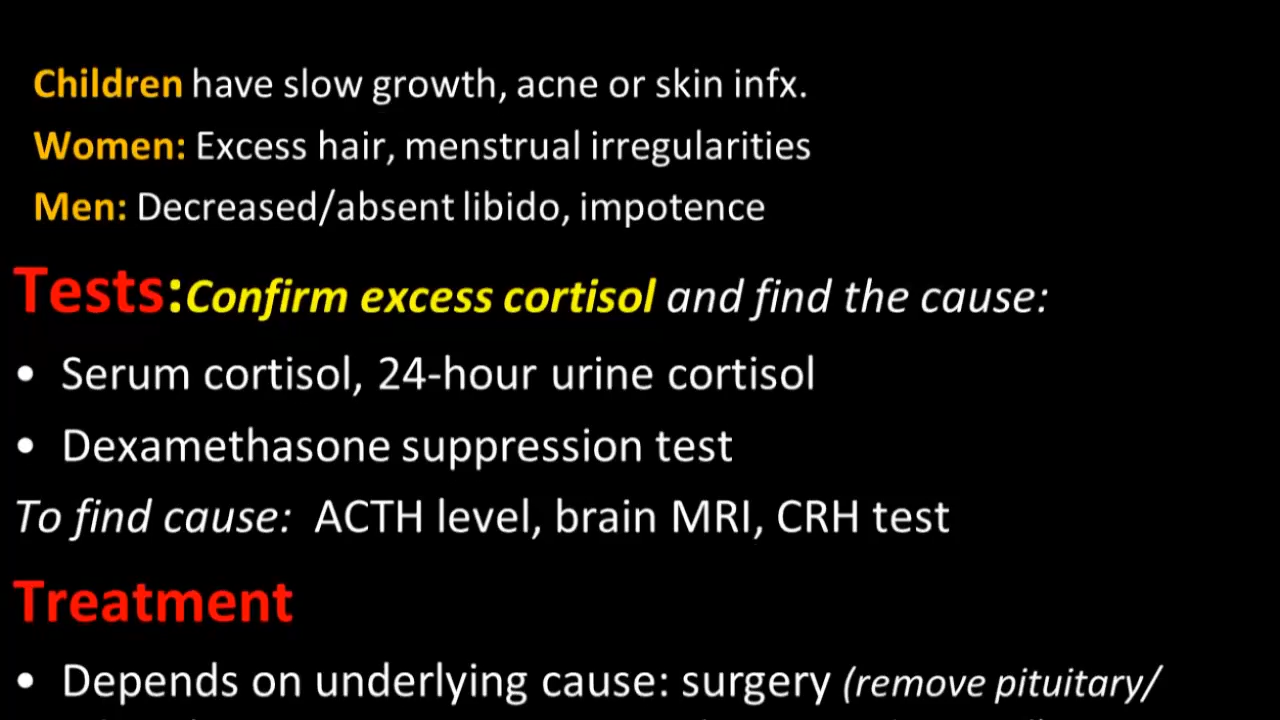 Children have slow growth, acne or skin infx.
Women: Excess hair, menstrual irregularities
Men: Decreased/absent libido, impotence
Tests:Confirm excess cortisol and find the cause:
• Serum cortisol, 24-hour urine cortisol
• Dexamethasone suppression test
To find cause: ACTH level, brain MRI, CRH test
Treatment
• Depends on underlying cause: surgery (remove pituitary/